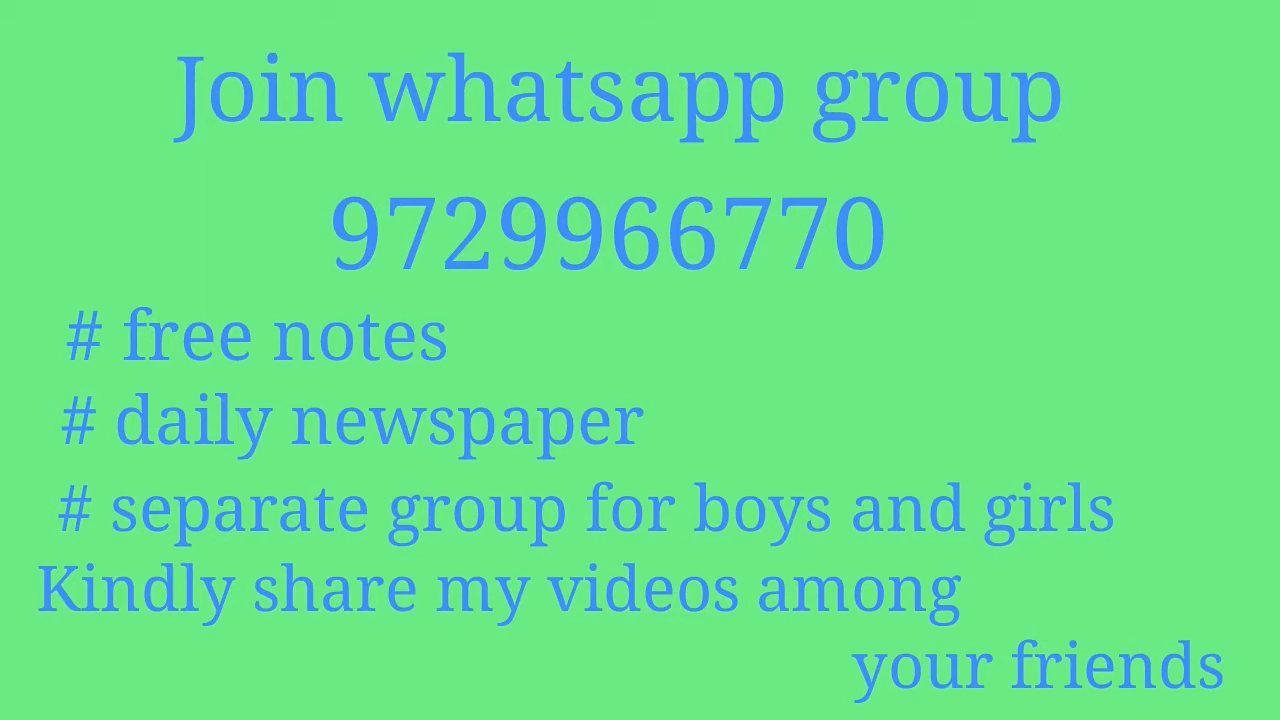 Join whatsapp group
9729966770
# free notes
# daily newspaper
# separate group for boys and girls
Kindly share my videos among
your friends